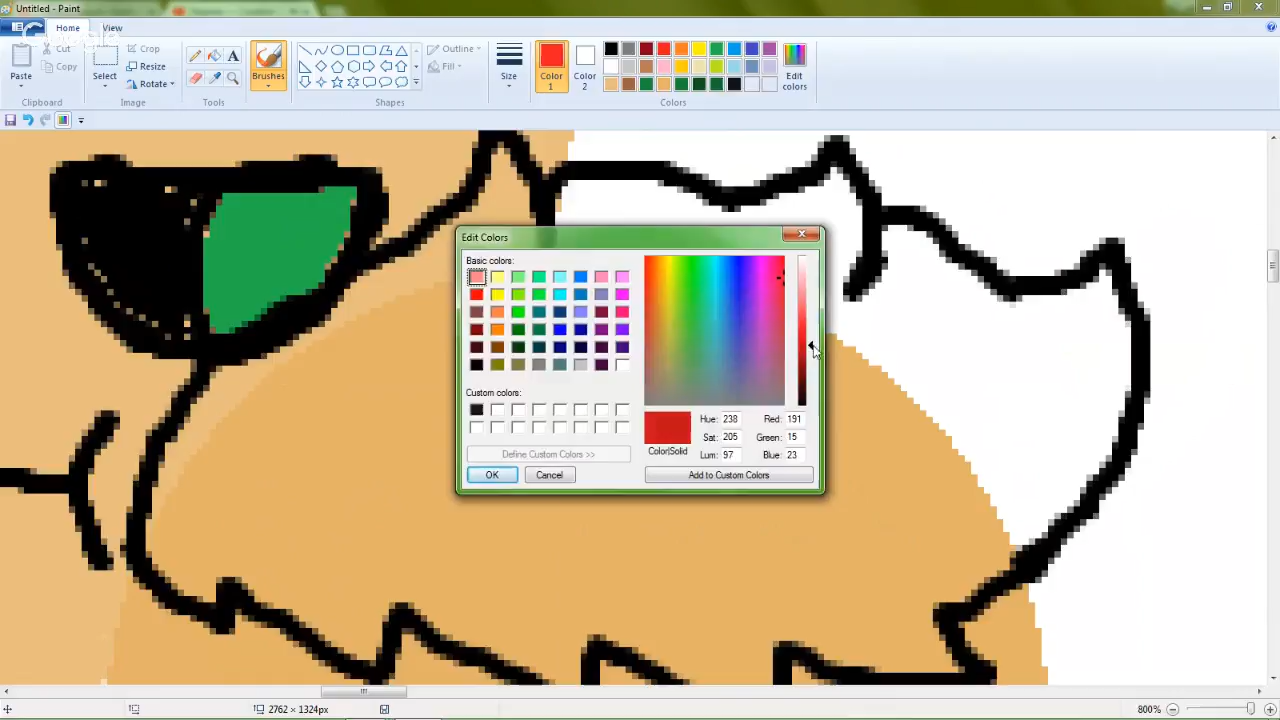 Untitled - Paint
Home
View
Paste
Cut
Copy
Clipboard
Select
Crop
Resize
Rotate
Image
A
Tools
Brushes
Outline
Fill
Shapes
Size
Color 1
Color 2
Edit colors
Colors
Edit Colors
Basic colors:
Custom colors:
Define Custom Colors >>
OK
Cancel
Color|Solid
Hue: 238
Sat: 205
Lum: 97
Red: 191
Green: 15
Blue: 23
Add to Custom Colors
2762 × 1324px
800%